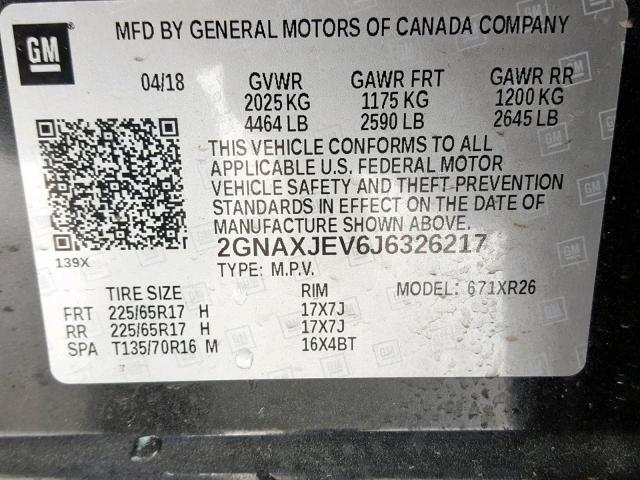 GM
MFD BY GENERAL MOTORS OF CANADA COMPANY
04/18 GVWR GAWR FRT GAWR RR
2025 KG 1175 KG 1200 KG
4464 LB 2590 LB 2645 LB
THIS VEHICLE CONFORMS TO ALL
APPLICABLE U.S. FEDERAL MOTOR
VEHICLE SAFETY AND THEFT PREVENTION
STANDARDS IN EFFECT ON THE DATE OF
MANUFACTURE SHOWN ABOVE.
139X
2GNAXJEV6J6326217
TYPE: M.P.V.
TIRE SIZE RIM MODEL: 671XR26
FRT 225/65R17 H 17X7J
RR 225/65R17 H 17X7J
SPA T135/70R16 M 16X4BT